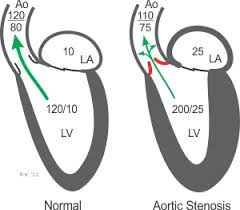 Ao
120
80
10
LA
120/10
LV
Normal
Ao
110
75
25
LA
200/25
LV
Aortic Stenosis